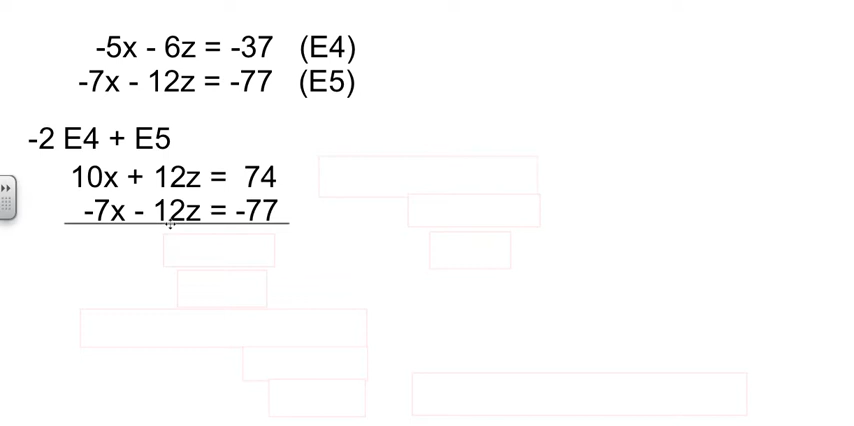 -5x - 6z = -37 (E4)
-7x - 12z = -77 (E5)
-2 E4 + E5
10x + 12z = 74
-7x - 12z = -77